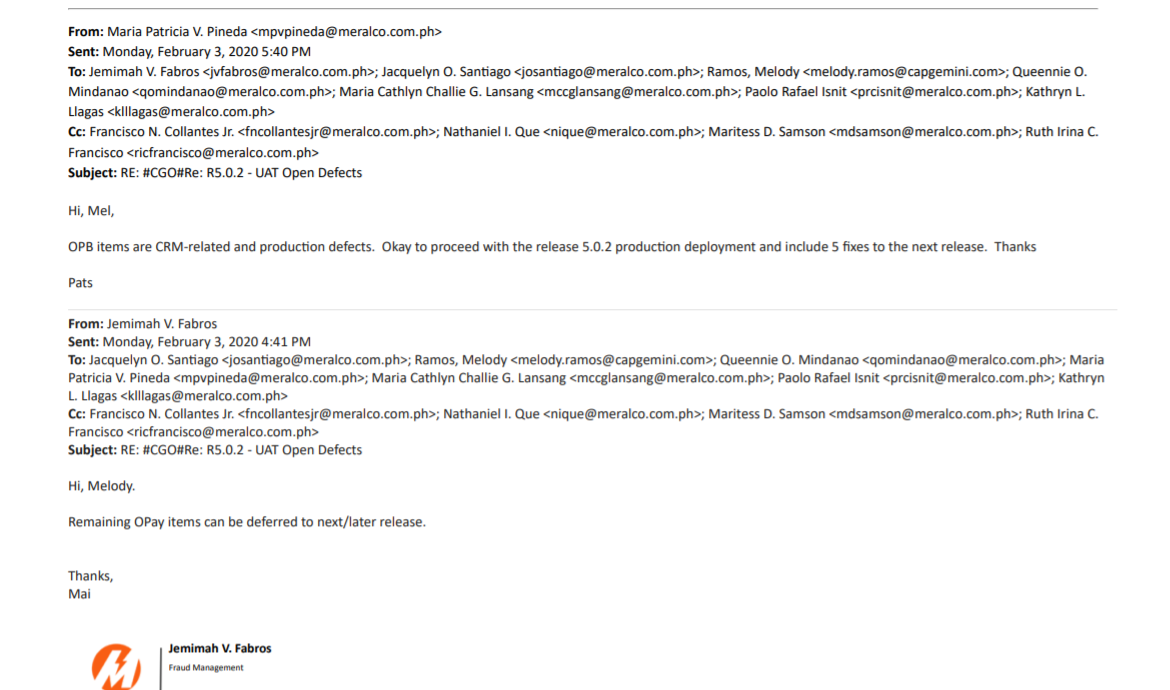 From: Maria Patricia V. Pineda <mpvpineda@meralco.com.ph>
Sent: Monday, February 3, 2020 5:40 PM
To: Jemimah V. Fabros <jvfabros@meralco.com.ph>; Jacquelyn O. Santiago <josantiago@meralco.com.ph>; Ramos, Melody <melody.ramos@capgemini.com>; Queennie O.
Mindanao <qomindanao@meralco.com.ph>; Maria Cathlyn Challie G. Lansang <mccglansang@meralco.com.ph>; Paolo Rafael Isnit <prcisnit@meralco.com.ph>; Kathryn L.
Llagas <klllagas@meralco.com.ph>
Cc: Francisco N. Collantes Jr. <fncollantesjr@meralco.com.ph>; Nathaniel I. Que <nique@meralco.com.ph>; Maritess D. Samson <mdsamson@meralco.com.ph>; Ruth Irina C.
Francisco <ricfrancisco@meralco.com.ph>
Subject: RE: #CGO#Re: R5.0.2 - UAT Open Defects
Hi, Mel,
OPB items are CRM-related and production defects.  Okay to proceed with the release 5.0.2 production deployment and include 5 fixes to the next release.  Thanks
Pats
From: Jemimah V. Fabros
Sent: Monday, February 3, 2020 4:41 PM
To: Jacquelyn O. Santiago <josantiago@meralco.com.ph>; Ramos, Melody <melody.ramos@capgemini.com>; Queennie O. Mindanao <qomindanao@meralco.com.ph>; Maria
Patricia V. Pineda <mpvpineda@meralco.com.ph>; Maria Cathlyn Challie G. Lansang <mccglansang@meralco.com.ph>; Paolo Rafael Isnit <prcisnit@meralco.com.ph>; Kathryn
L. Llagas <klllagas@meralco.com.ph>
Cc: Francisco N. Collantes Jr. <fncollantesjr@meralco.com.ph>; Nathaniel I. Que <nique@meralco.com.ph>; Maritess D. Samson <mdsamson@meralco.com.ph>; Ruth Irina C.
Francisco <ricfrancisco@meralco.com.ph>
Subject: RE: #CGO#Re: R5.0.2 - UAT Open Defects
Hi, Melody.
Remaining OPay items can be deferred to next/later release.
Thanks,
Mai
Jemimah V. Fabros
Fraud Management